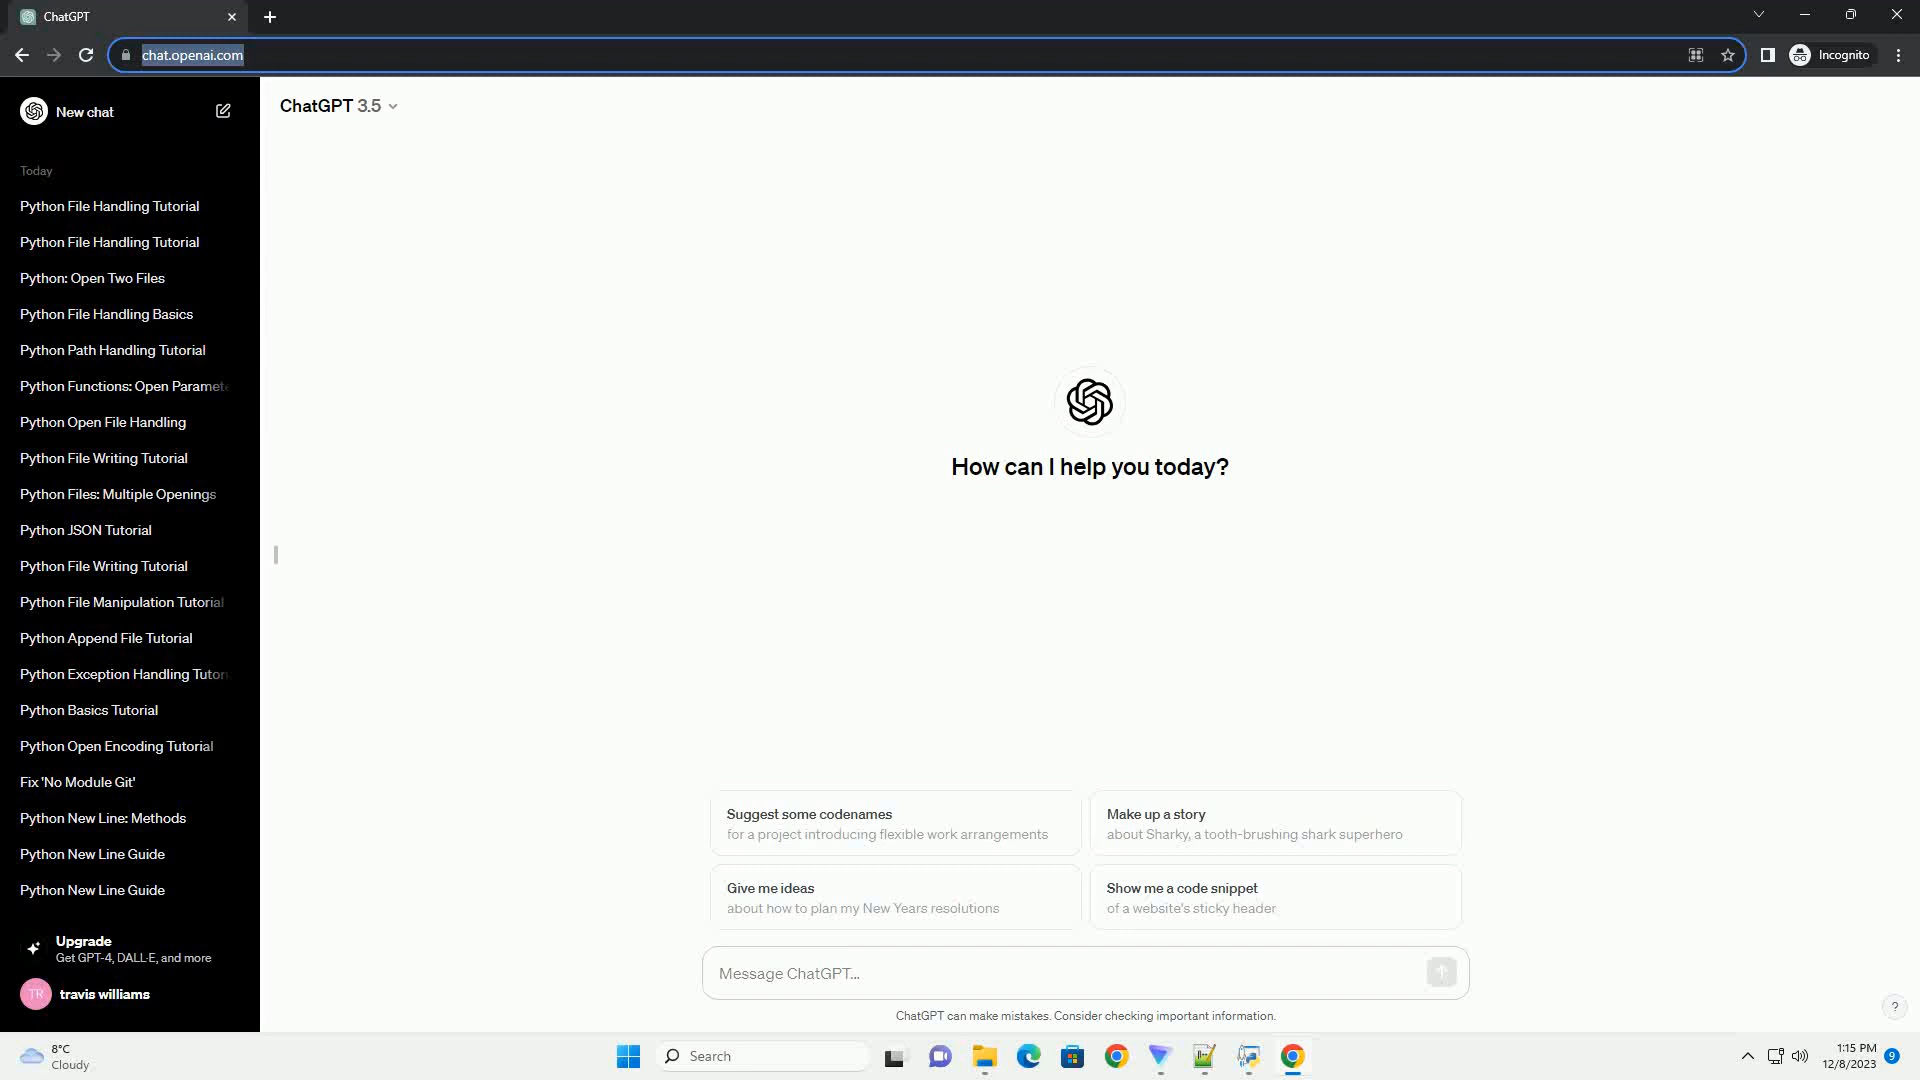 ChatGPT
chat.openai.com
Incognito
New chat
ChatGPT 3.5
Today
Python File Handling Tutorial
Python File Handling Tutorial
Python: Open Two Files
Python File Handling Basics
Python Path Handling Tutorial
Python Functions: Open Paramet
Python Open File Handling
Python File Writing Tutorial
Python Files: Multiple Openings
Python JSON Tutorial
Python File Writing Tutorial
Python File Manipulation Tutorial
Python Append File Tutorial
Python Exception Handling Tutor
Python Basics Tutorial
Python Open Encoding Tutorial
Fix 'No Module Git'
Python New Line: Methods
Python New Line Guide
Python New Line Guide
Upgrade
Get GPT-4, DALL·E, and more
TR
travis williams
How can I help you today?
Suggest some codenames
for a project introducing flexible work arrangements
Make up a story
about Sharky, a tooth-brushing shark superhero
Give me ideas
about how to plan my New Years resolutions
Show me a code snippet
of a website's sticky header
Message ChatGPT...
ChatGPT can make mistakes. Consider checking important information.
?
8°C
Cloudy
Search
1:15 PM
12/8/2023
9